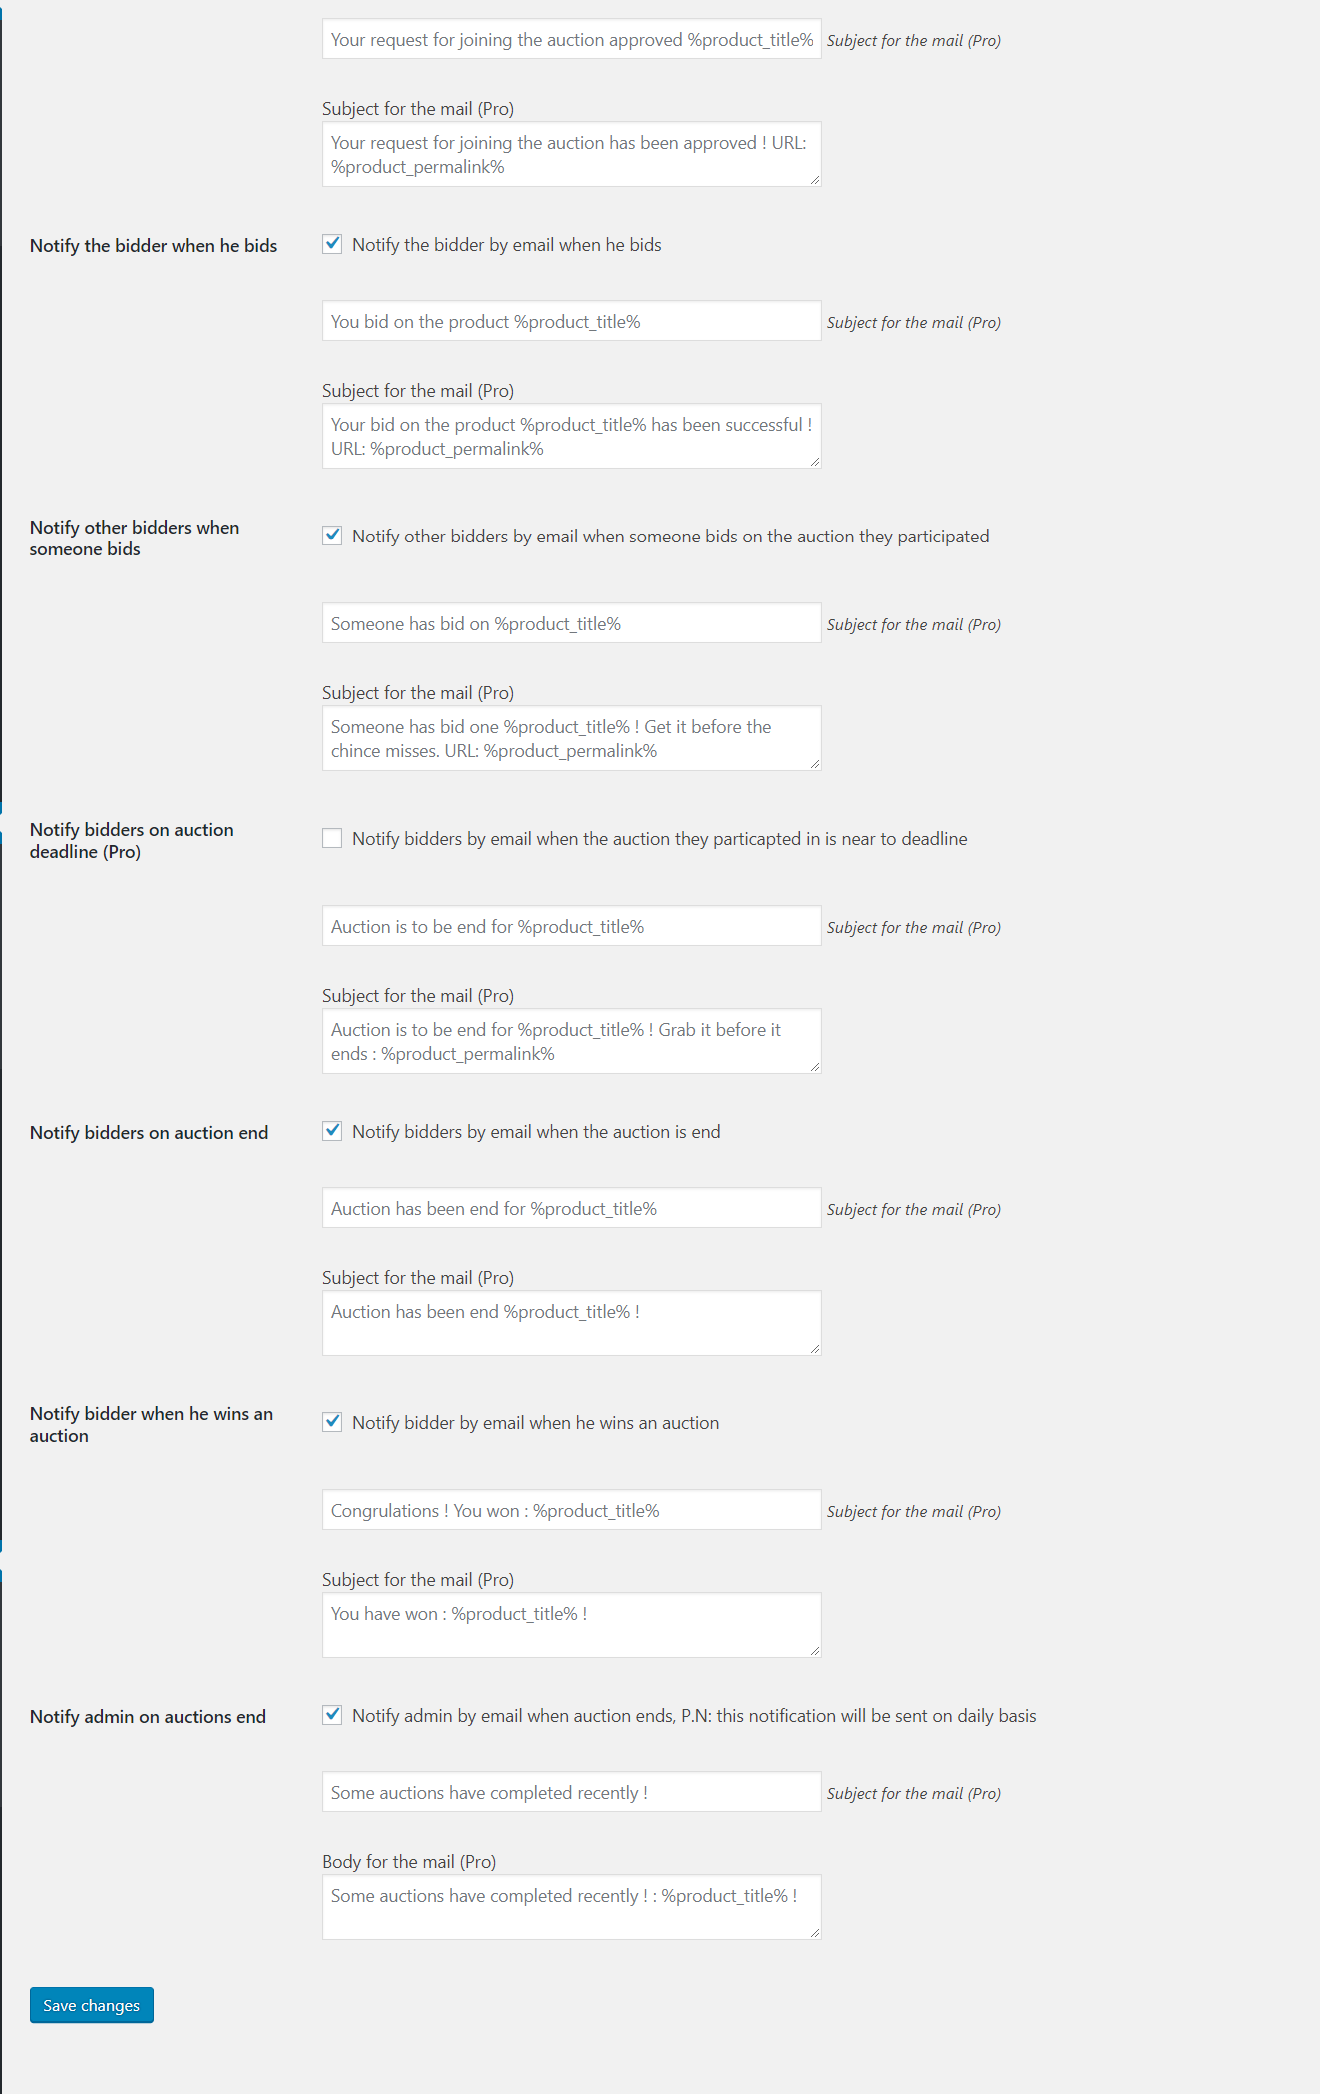 Your request for joining the auction approved %product_title% Subject for the mail (Pro)
Subject for the mail (Pro)
Your request for joining the auction has been approved ! URL:
%product_permalink%
Notify the bidder when he bids
Notify the bidder by email when he bids
You bid on the product %product_title% Subject for the mail (Pro)
Subject for the mail (Pro)
Your bid on the product %product_title% has been successful !
URL: %product_permalink%
Notify other bidders when
someone bids
Notify other bidders by email when someone bids on the auction they participated
Someone has bid on %product_title% Subject for the mail (Pro)
Subject for the mail (Pro)
Someone has bid one %product_title% ! Get it before the
chince misses. URL: %product_permalink%
Notify bidders on auction
deadline (Pro)
Notify bidders by email when the auction they particapted in is near to deadline
Auction is to be end for %product_title% Subject for the mail (Pro)
Subject for the mail (Pro)
Auction is to be end for %product_title% ! Grab it before it
ends : %product_permalink%
Notify bidders on auction end
Notify bidders by email when the auction is end
Auction has been end for %product_title% Subject for the mail (Pro)
Subject for the mail (Pro)
Auction has been end %product_title% !
Notify bidder when he wins an
auction
Notify bidder by email when he wins an auction
Congrulations ! You won : %product_title% Subject for the mail (Pro)
Subject for the mail (Pro)
You have won : %product_title% !
Notify admin on auctions end
Notify admin by email when auction ends, P.N: this notification will be sent on daily basis
Some auctions have completed recently ! Subject for the mail (Pro)
Body for the mail (Pro)
Some auctions have completed recently ! : %product_title% !
Save changes